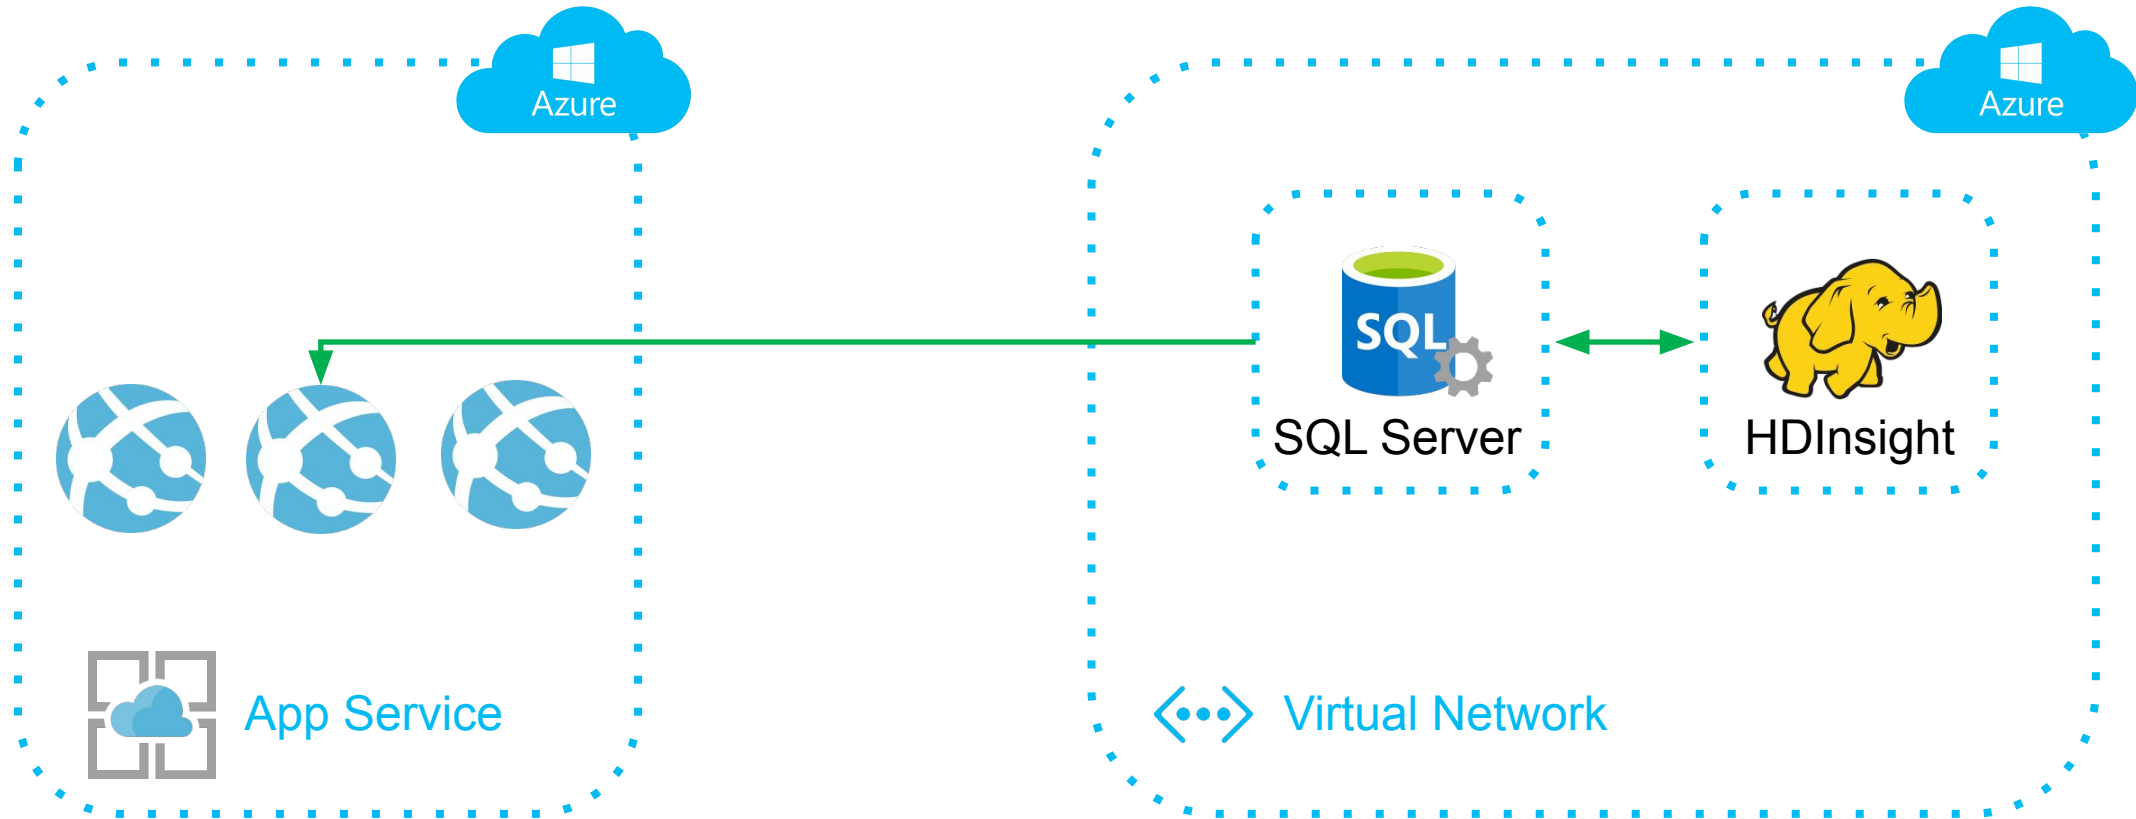 Azure
Azure
SQL
SQL Server
HDInsight
App Service
Virtual Network